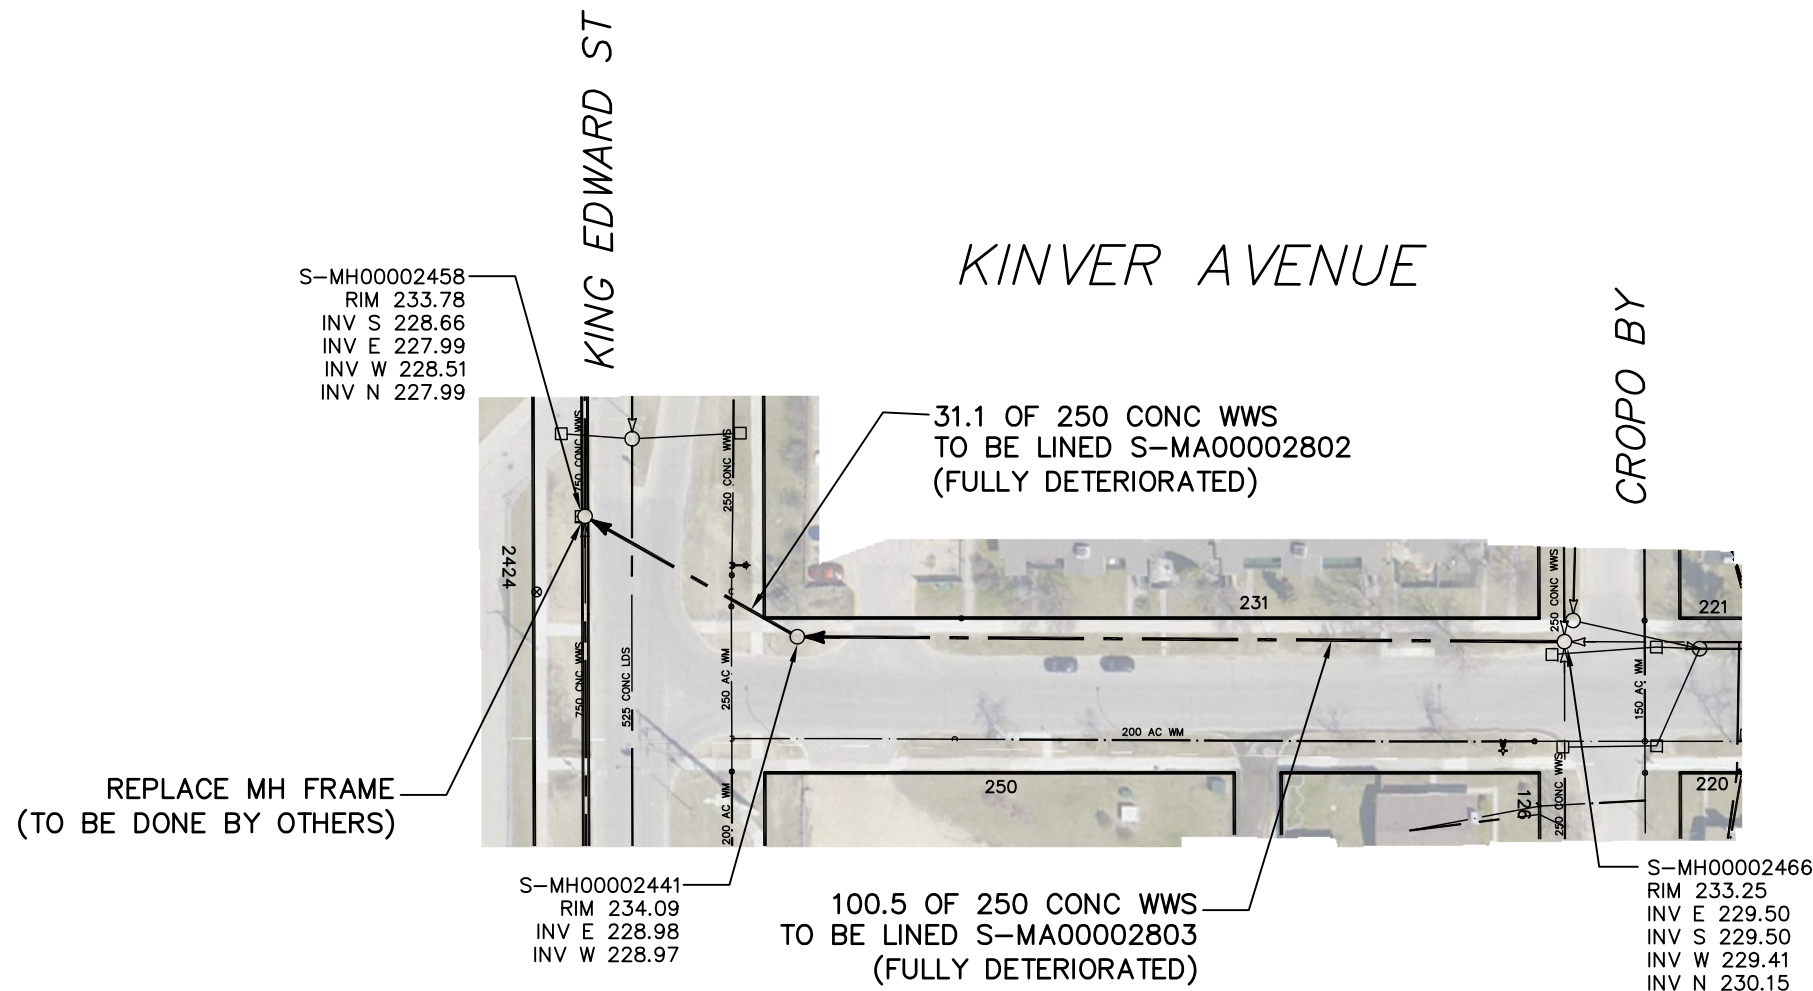 KING EDWARD ST
KINVER AVENUE
CROPO BY
S-MH00002458
RIM 233.78
INV S 228.66
INV E 227.99
INV W 228.51
INV N 227.99
31.1 OF 250 CONC WWS
TO BE LINED S-MA00002802
(FULLY DETERIORATED)
750 CONC WWS
250 CONC WWS
2424
231
250 CONC WWS
221
750 CNC WWS
525 CONC LDS
250 AC WM
150 AC WM
200 AC WM
REPLACE MH FRAME
(TO BE DONE BY OTHERS)
200 AC WM
250
126
250 CONC WWS
220
S-MH00002441
RIM 234.09
INV E 228.98
INV W 228.97
100.5 OF 250 CONC WWS
TO BE LINED S-MA00002803
(FULLY DETERIORATED)
S-MH00002466
RIM 233.25
INV E 229.50
INV S 229.50
INV W 229.41
INV N 230.15